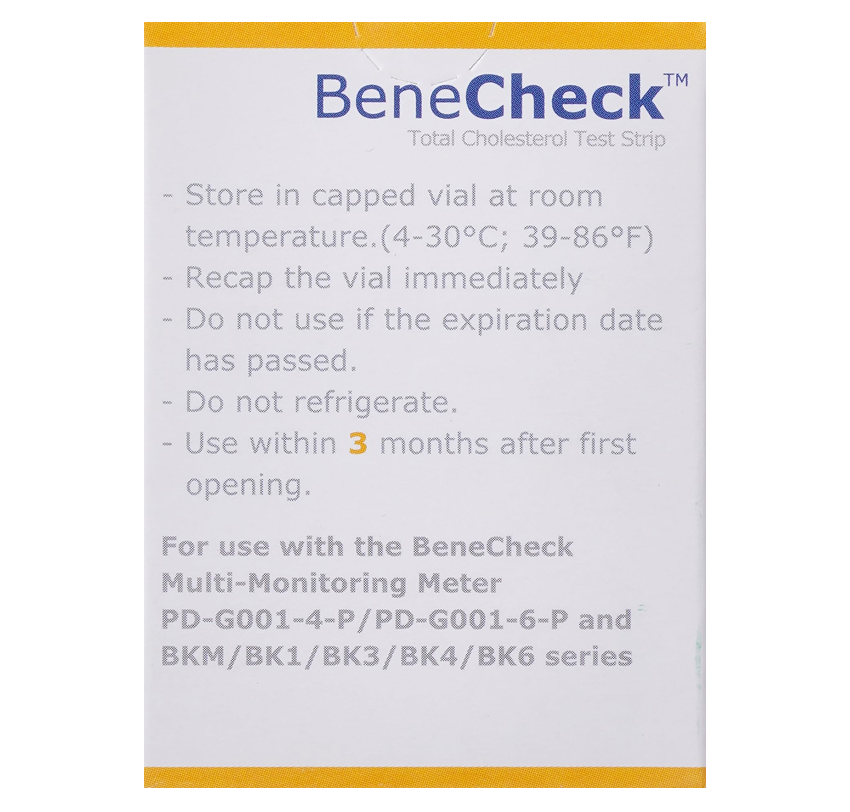 BeneCheck™
Total Cholesterol Test Strip
- Store in capped vial at room
temperature.(4-30°C; 39-86°F)
- Recap the vial immediately
- Do not use if the expiration date
has passed.
- Do not refrigerate.
- Use within 3 months after first
opening.
For use with the BeneCheck
Multi-Monitoring Meter
PD-G001-4-P/PD-G001-6-P and
BKM/BK1/BK3/BK4/BK6 series